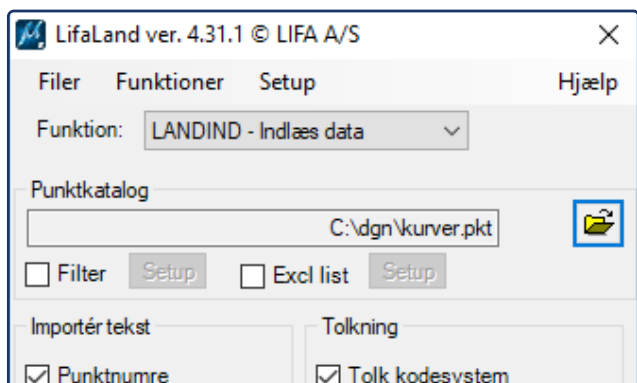 LifaLand ver. 4.31.1 © LIFA A/S
Filer Funktioner Setup Hjælp
Funktion: LANDIND - Indlæs data
Punktkatalog
C:\dgn\kurver.pkt
Filter Setup Excl list Setup
Importér tekst Tolkning
Punktnumre Tolk kodesystem